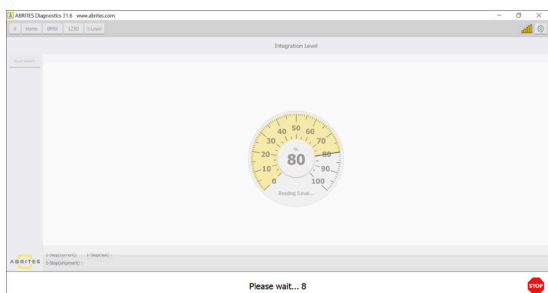 ABRITES Diagnostics 31.6 www.abrites.com
Home BMW I-Level
Integration Level
0 10 20 30 40 50 60 70 80 90 100
%
80
Reading I-Level...
ABRITES
Please wait... 8
STOP